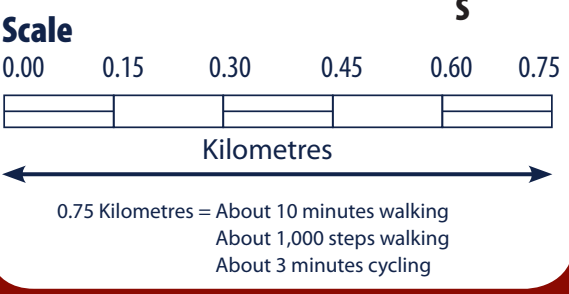 S
Scale
0.00 0.15 0.30 0.45 0.60 0.75
Kilometres
0.75 Kilometres = About 10 minutes walking
About 1,000 steps walking
About 3 minutes cycling